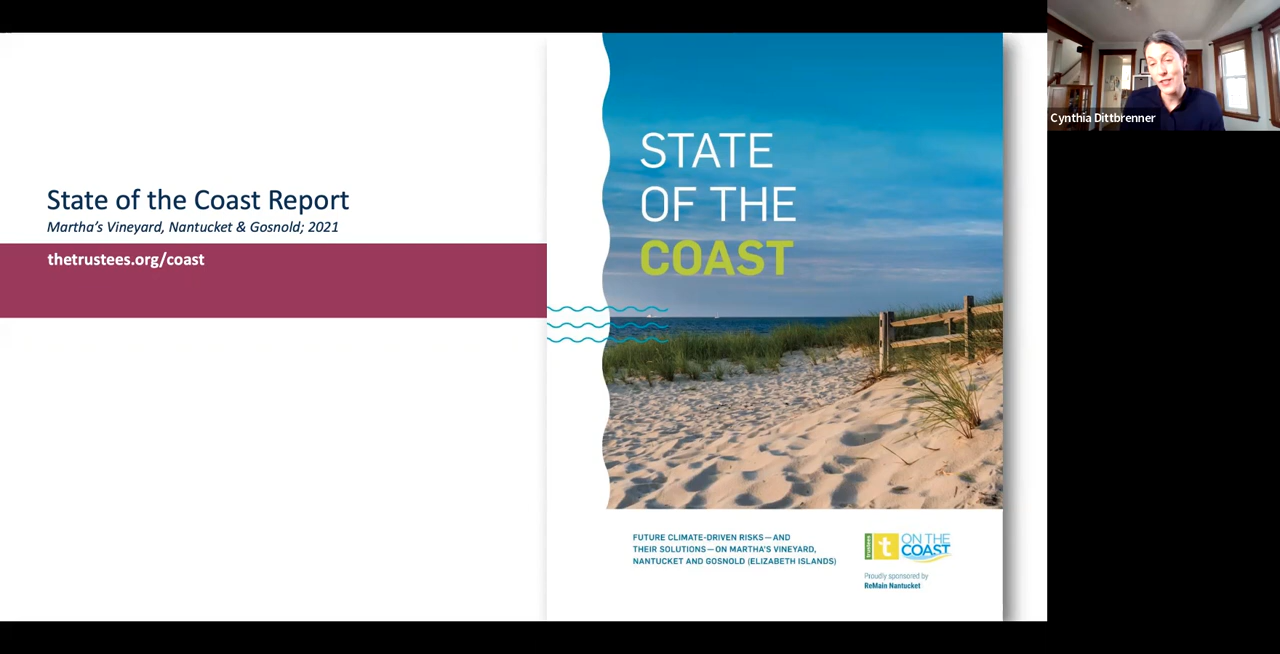 State of the Coast Report
Martha's Vineyard, Nantucket & Gosnold; 2021
thetrustees.org/coast
STATE
OF THE
COAST
FUTURE CLIMATE-DRIVEN RISKS—AND
THEIR SOLUTIONS—ON MARTHA'S VINEYARD,
NANTUCKET AND GOSNOLD (ELIZABETH ISLANDS)
trustees
t
ON THE
COAST
Proudly sponsored by
ReMain Nantucket
Cynthia Dittbrenner